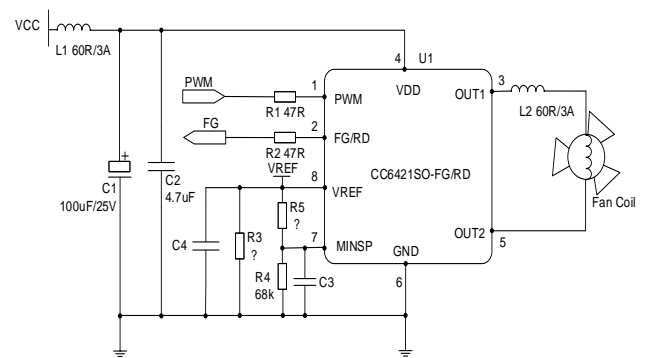 VCC
L1 60R/3A
4
U1
PWM
1
PWM
VDD
OUT1
3
R1 47R
L2 60R/3A
FG
2
FG/RD
R2 47R
VREF
CC6421SO-FG/RD
8
VREF
C1
100uF/25V
C2
4.7uF
R5
?
Fan Coil
C4
R3
?
7
MINSP
GND
OUT2
5
R4
68k
C3
6